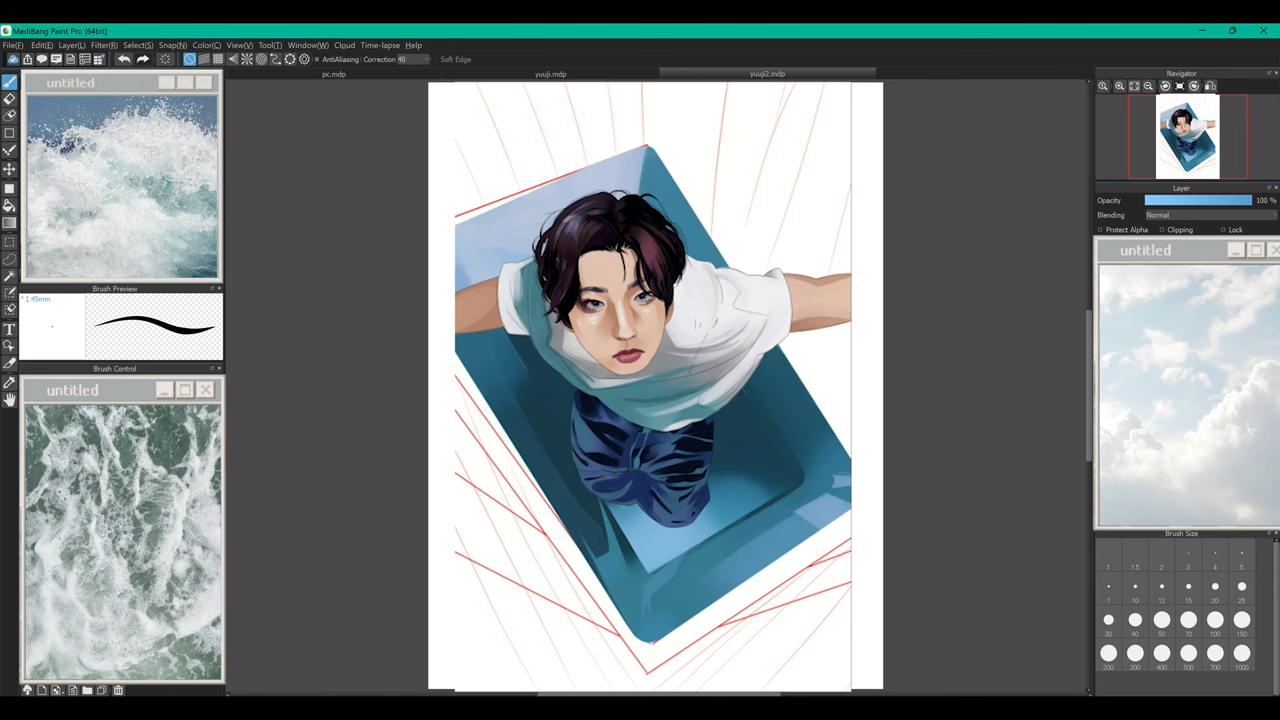 MediBang Paint Pro (64bit)
File(F) Edit(E) Layer(L) Filter(R) Select(S) Snap(N) Color(C) View(V) Tool(T) Window(W) Cloud Time-lapse Help
AntiAliasing Correction 40 Soft Edge
pc.mdp yuuji.mdp yuuji2.mdp
untitled
Brush Preview
* 1.45mm
Brush Control
untitled
Navigator
Layer
Opacity 100 %
Blending Normal
Protect Alpha Clipping Lock
untitled
Brush Size
1 1.5 2 3 4 5
7 10 12 15 20 25
30 40 50 70 100 150
200 300 400 500 700 1000